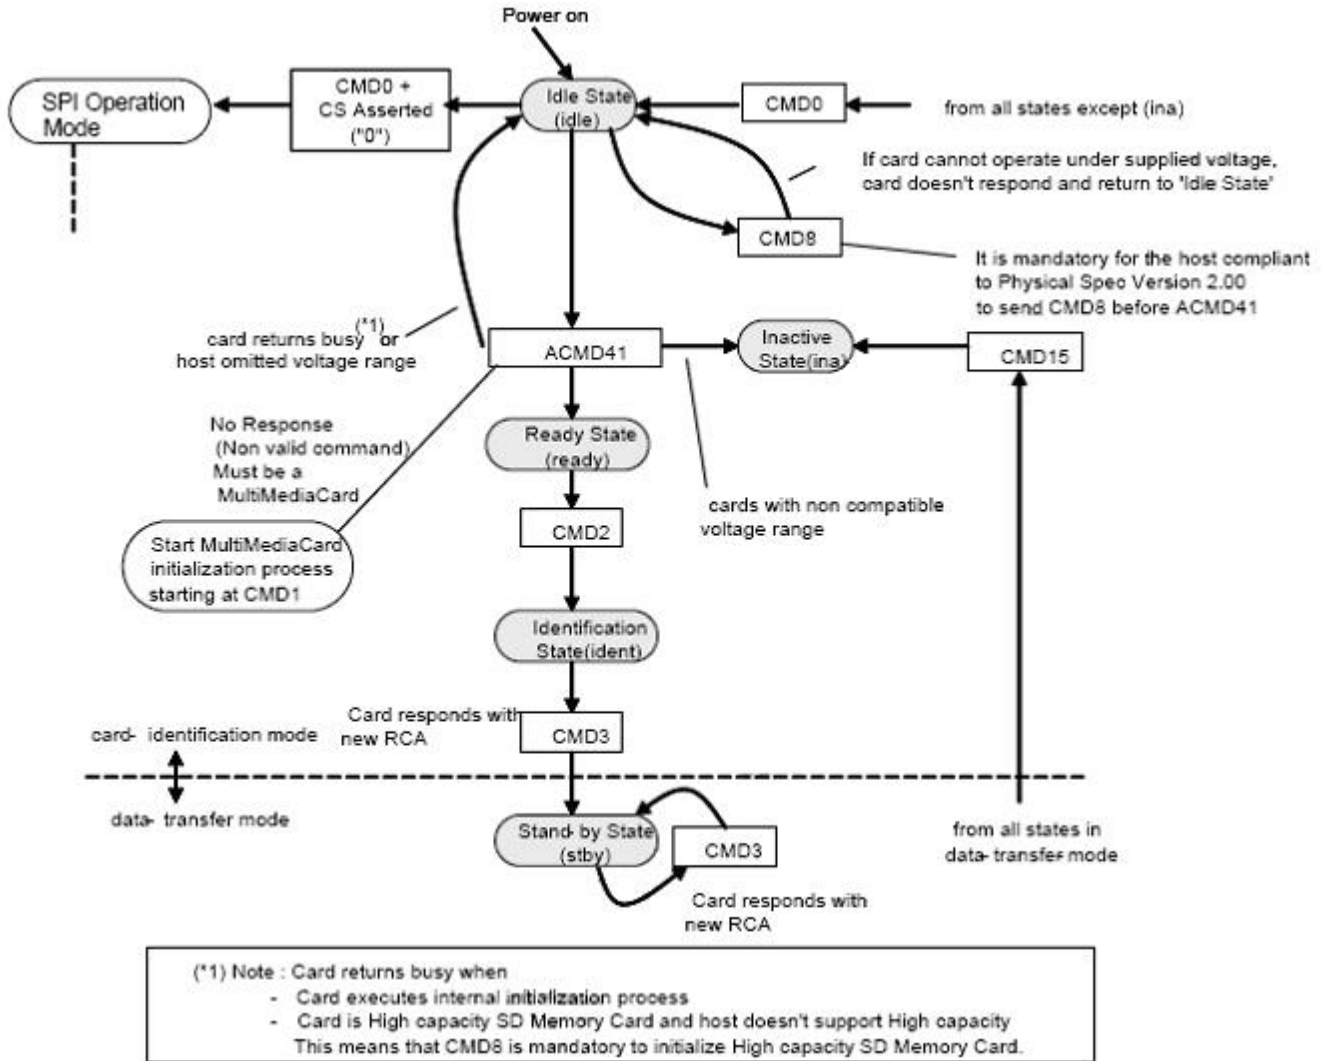 Power on
SPI Operation
Mode
CMD0 +
CS Asserted
("0")
Idle State
(idle)
CMD0
from all states except (ina)
If card cannot operate under supplied voltage,
card doesn't respond and return to 'Idle State'
CMD8
It is mandatory for the host compliant
to Physical Spec Version 2.00
to send CMD8 before ACMD41
card returns busy (*1) or
host omitted voltage range
ACMD41
Inactive
State(ina)
CMD15
No Response
(Non valid command)
Must be a
MultiMediaCard
Ready State
(ready)
cards with non compatible
voltage range
CMD2
Start MultiMediaCard
initialization process
starting at CMD1
Identification
State(ident)
Card responds with
new RCA
CMD3
card- identification mode
data- transfer mode
Stand- by State
(stby)
CMD3
from all states in
data-transfer mode
Card responds with
new RCA
(*1) Note : Card returns busy when
- Card executes internal initialization process
- Card is High capacity SD Memory Card and host doesn't support High capacity
This means that CMD8 is mandatory to initialize High capacity SD Memory Card.